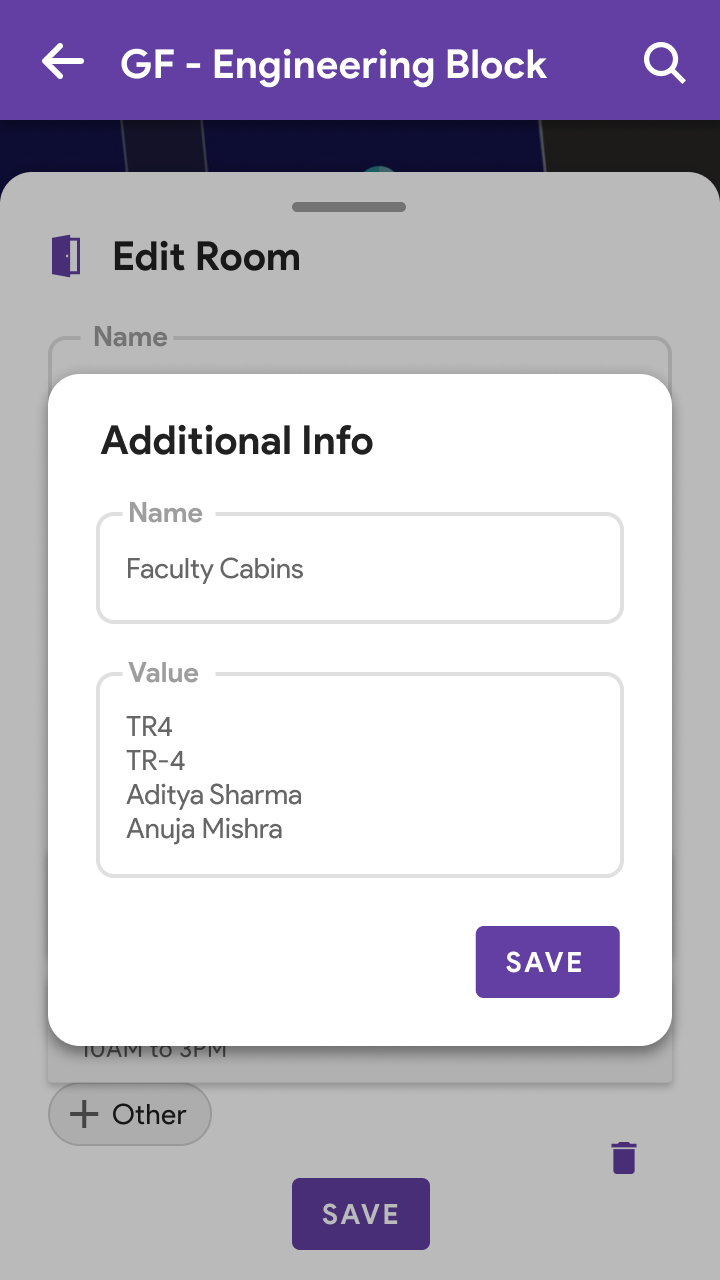 GF - Engineering Block
Edit Room
Name
Additional Info
Name
Faculty Cabins
Value
TR4
TR-4
Aditya Sharma
Anuja Mishra
SAVE
10AM to 3PM
Other
SAVE